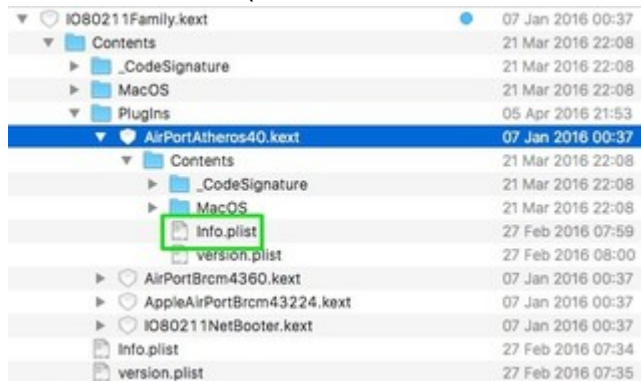 IO80211Family.kext 07 Jan 2016 00:37
Contents 21 Mar 2016 22:08
_CodeSignature 21 Mar 2016 22:08
MacOS 21 Mar 2016 22:08
PlugIns 05 Apr 2016 21:53
AirPortAtheros40.kext 07 Jan 2016 00:37
Contents 21 Mar 2016 22:08
_CodeSignature 21 Mar 2016 22:08
MacOS 21 Mar 2016 22:08
Info.plist 27 Feb 2016 07:59
version.plist 27 Feb 2016 08:00
AirPortBrcm4360.kext 07 Jan 2016 00:37
AppleAirPortBrcm43224.kext 07 Jan 2016 00:37
IO80211NetBooter.kext 07 Jan 2016 00:37
Info.plist 27 Feb 2016 07:34
version.plist 27 Feb 2016 07:35